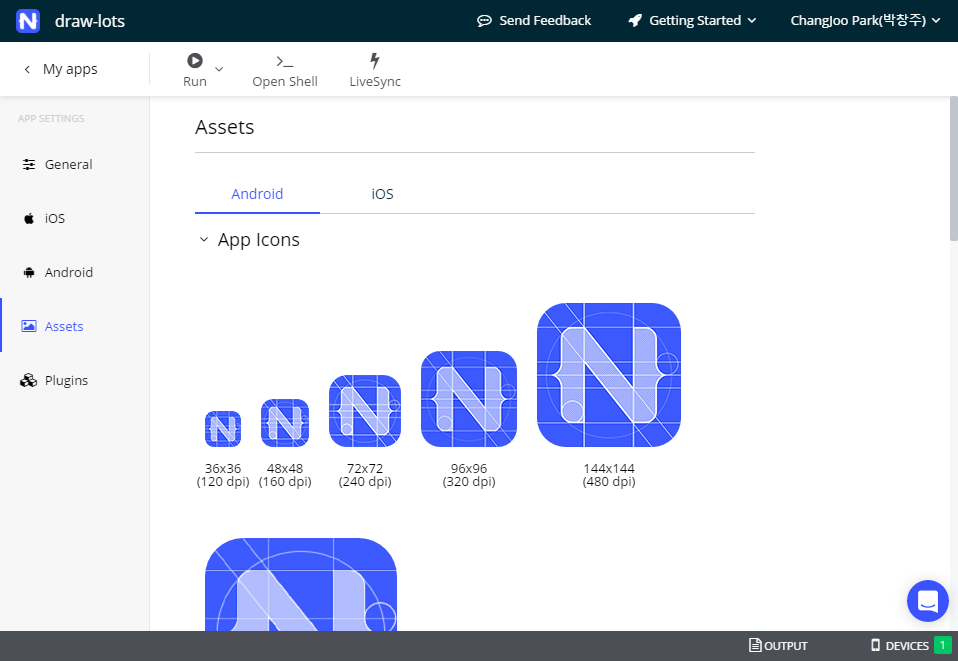 draw-lots
Send Feedback
Getting Started
ChangJoo Park(박창주)
My apps
Run
Open Shell
LiveSync
APP SETTINGS
General
iOS
Android
Assets
Plugins
Assets
Android
iOS
App Icons
36x36
(120 dpi)
48x48
(160 dpi)
72x72
(240 dpi)
96x96
(320 dpi)
144x144
(480 dpi)
OUTPUT
DEVICES 1